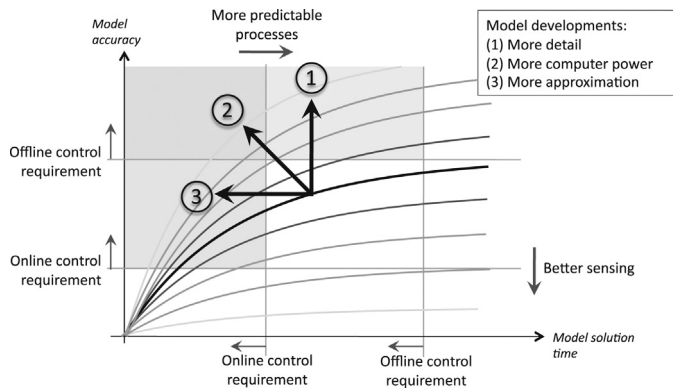 Model
accuracy
More predictable
processes
Model developments:
(1) More detail
(2) More computer power
(3) More approximation
1
2
3
Offline control
requirement
Online control
requirement
Better sensing
Model solution
time
Online control
requirement
Offline control
requirement